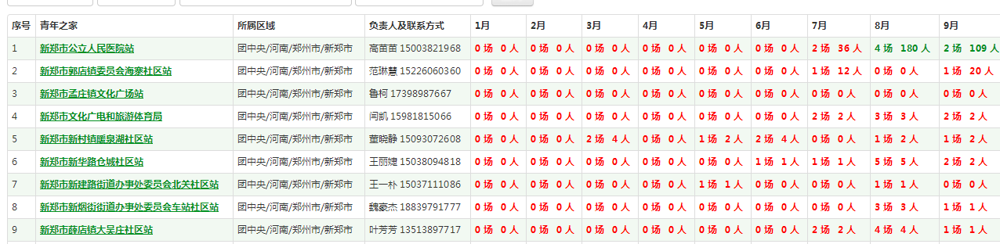 序号 青年之家 所属区域 负责人及联系方式 1月 2月 3月 4月 5月 6月 7月 8月 9月
1 新郑市公立人民医院站 团中央/河南/郑州市/新郑市 高苗苗 15003821968 0 场 0 人 0 场 0 人 0 场 0 人 0 场 0 人 0 场 0 人 0 场 0 人 2 场 36 人 4 场 180 人 2 场 109 人
2 新郑市郭店镇委员会海寨社区站 团中央/河南/郑州市/新郑市 范琳慧 15226060360 0 场 0 人 0 场 0 人 0 场 0 人 0 场 0 人 0 场 0 人 0 场 0 人 1 场 12 人 0 场 0 人 1 场 20 人
3 新郑市孟庄镇文化广场站 团中央/河南/郑州市/新郑市 鲁柯 17398987667 0 场 0 人 0 场 0 人 0 场 0 人 0 场 0 人 0 场 0 人 0 场 0 人 0 场 0 人 0 场 0 人 0 场 0 人
4 新郑市文化广电和旅游体育局 团中央/河南/郑州市/新郑市 闫凯 15981815066 0 场 0 人 0 场 0 人 0 场 0 人 0 场 0 人 0 场 0 人 0 场 0 人 2 场 2 人 3 场 3 人 2 场 2 人
5 新郑市新村镇暖泉湖社区站 团中央/河南/郑州市/新郑市 董晓静 15093072608 0 场 0 人 0 场 0 人 2 场 4 人 0 场 0 人 1 场 2 人 2 场 4 人 0 场 0 人 1 场 2 人 1 场 2 人
6 新郑市新华路仓城社区站 团中央/河南/郑州市/新郑市 王丽婕 15038094818 0 场 0 人 0 场 0 人 0 场 0 人 0 场 0 人 0 场 0 人 1 场 1 人 1 场 1 人 5 场 5 人 2 场 2 人
7 新郑市新建路街道办事处委员会北关社区站 团中央/河南/郑州市/新郑市 王一朴 15037111086 0 场 0 人 0 场 0 人 0 场 0 人 0 场 0 人 1 场 1 人 0 场 0 人 0 场 0 人 1 场 1 人 0 场 0 人
8 新郑市新烟街街道办事处委员会车站社区站 团中央/河南/郑州市/新郑市 魏豪杰 18839791777 0 场 0 人 0 场 0 人 0 场 0 人 0 场 0 人 0 场 0 人 0 场 0 人 0 场 0 人 3 场 3 人 1 场 1 人
9 新郑市薛店镇大吴庄社区站 团中央/河南/郑州市/新郑市 叶芳芳 13513897717 0 场 0 人 0 场 0 人 0 场 0 人 0 场 0 人 0 场 0 人 0 场 0 人 2 场 2 人 4 场 4 人 1 场 1 人